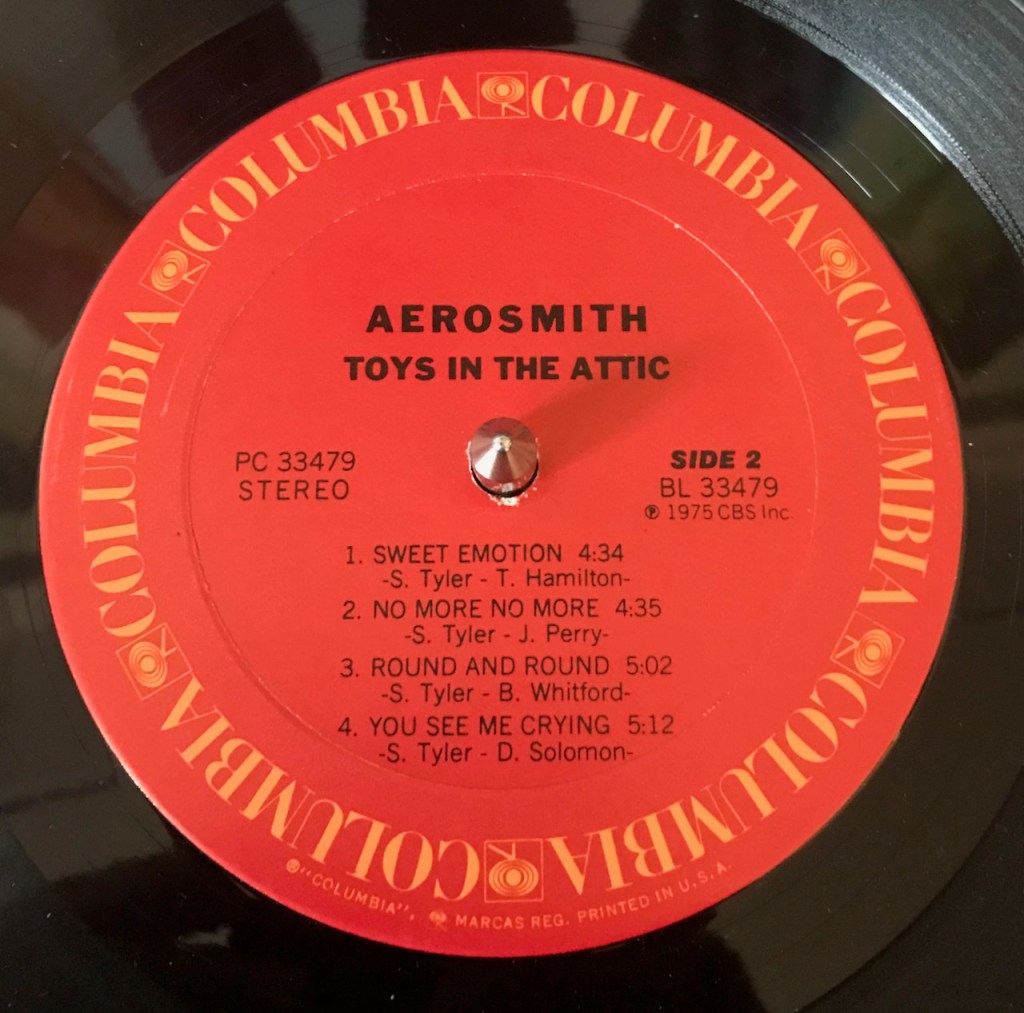 COLUMBIA COLUMBIA COLUMBIA COLUMBIA COLUMBIA COLUMBIA COLUMBIA COLUMBIA
AEROSMITH
TOYS IN THE ATTIC
PC 33479
STEREO
SIDE 2
BL 33479
℗ 1975 CBS Inc.
1. SWEET EMOTION 4:34
-S. Tyler - T. Hamilton-
2. NO MORE NO MORE 4:35
-S. Tyler - J. Perry-
3. ROUND AND ROUND 5:02
-S. Tyler - B. Whitford-
4. YOU SEE ME CRYING 5:12
-S. Tyler - D. Solomon-
®"COLUMBIA", MARCAS REG. PRINTED IN U.S.A.